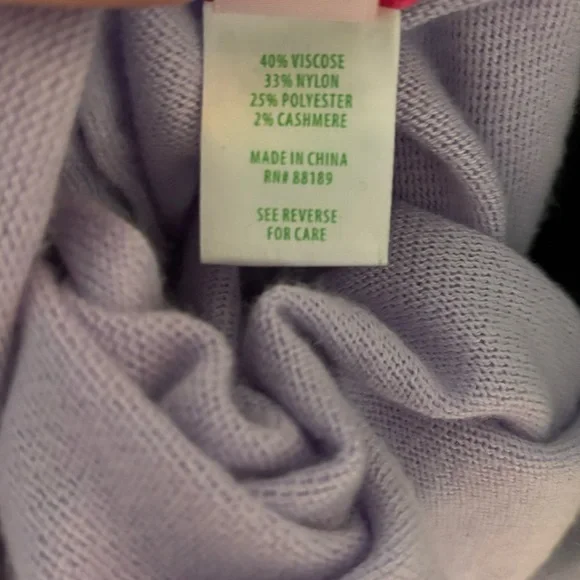 40% VISCOSE
33% NYLON
25% POLYESTER
2% CASHMERE
MADE IN CHINA
RN# 88189
SEE REVERSE
FOR CARE